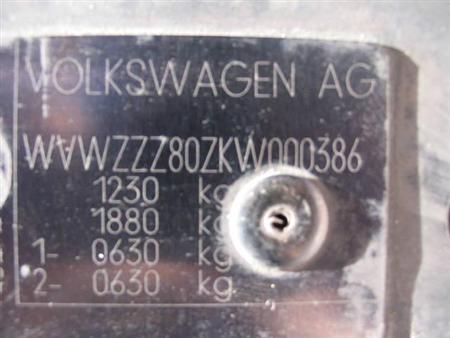 VOLKSWAGEN AG
WVWZZZ80ZKW000386
1230 kg
1880 kg
1- 0630 kg
2- 0630 kg